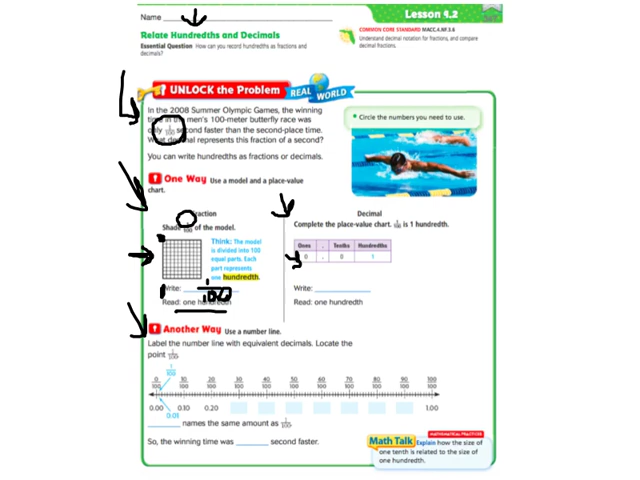 Name
Lesson 4.2
Relate Hundredths and Decimals
Essential Question How can you record hundredths as fractions and
decimals?
COMMON CORE STANDARD MACC.4.NF.3.6
Understand decimal notation for fractions, and compare
decimal fractions.
UNLOCK the Problem
REAL WORLD
In the 2008 Summer Olympic Games, the winning
time in the men's 100-meter butterfly race was
only 1/100 second faster than the second-place time.
What decimal represents this fraction of a second?
You can write hundredths as fractions or decimals.
• Circle the numbers you need to use.
One Way Use a model and a place-value
chart.
Fraction
Shade 1/100 of the model.
Think: The model
is divided into 100
equal parts. Each
part represents
one hundredth.
Write: 1/100
Read: one hundredth
Decimal
Complete the place-value chart. 1/100 is 1 hundredth.
Ones . Tenths Hundredths
0 . 0 1
Write:
Read: one hundredth
Another Way Use a number line.
Label the number line with equivalent decimals. Locate the
point 1/100.
1/100
0/100 10/100 20/100 30/100 40/100 50/100 60/100 70/100 80/100 90/100 100/100
0.00 0.10 0.20 1.00
0.01
names the same amount as 1/100.
So, the winning time was second faster.
MATHEMATICAL PRACTICES
Math Talk Explain how the size of
one tenth is related to the size of
one hundredth.